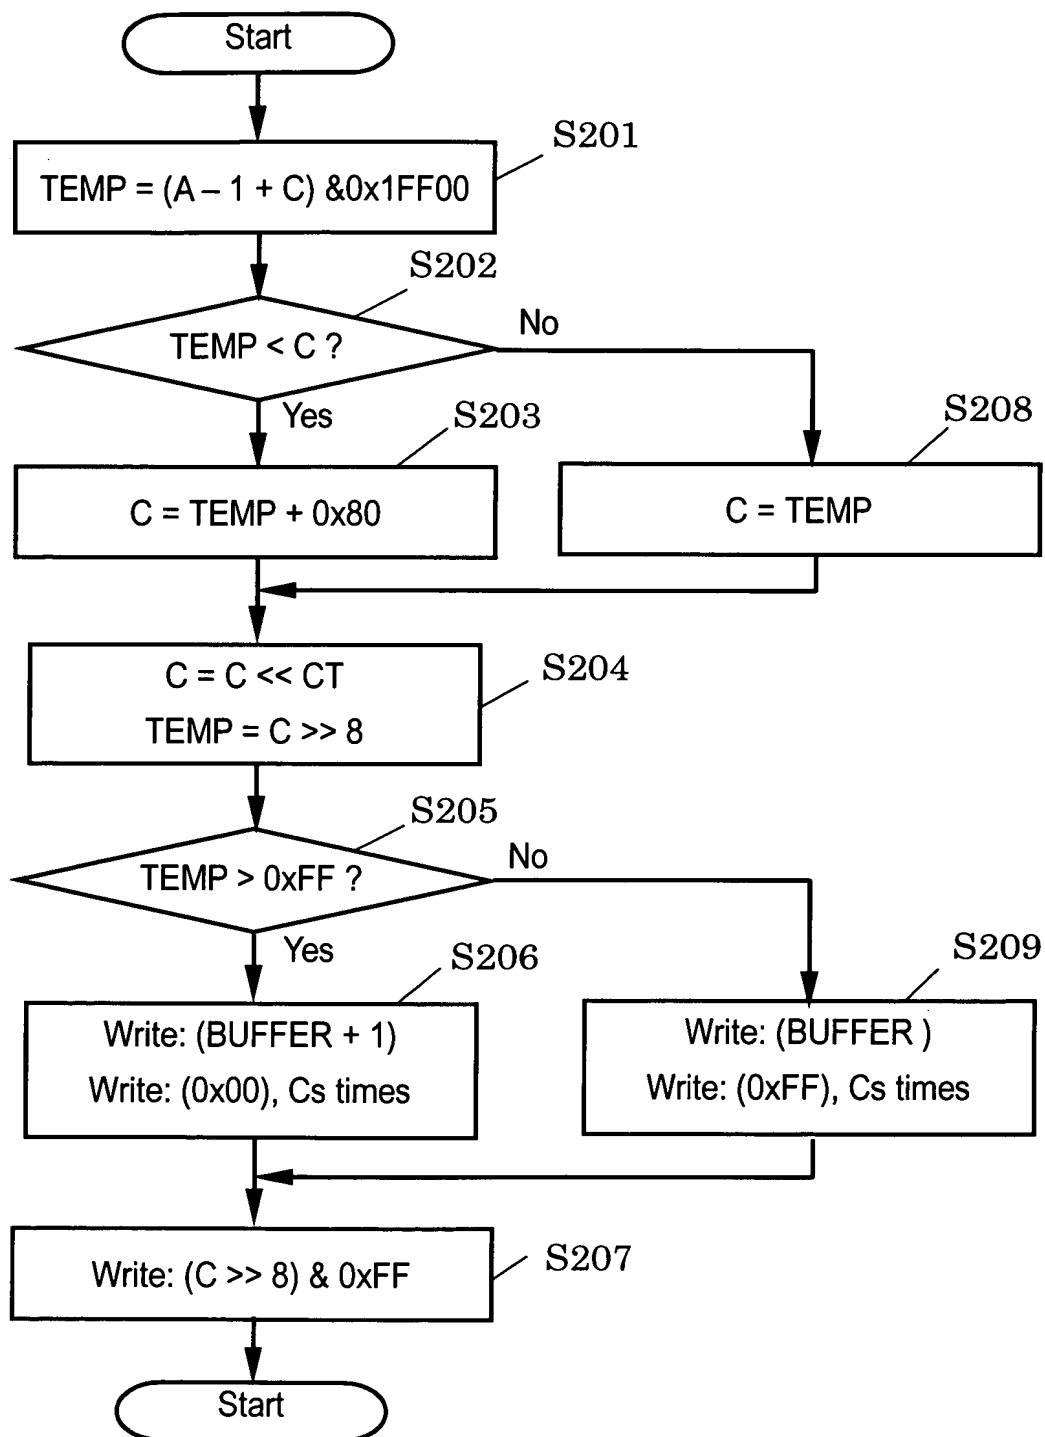 Start
S201
TEMP = (A – 1 + C) &0x1FF00
S202
TEMP < C ?
No
Yes
S203
S208
C = TEMP + 0x80
C = TEMP
C = C << CT
TEMP = C >> 8
S204
S205
TEMP > 0xFF ?
No
Yes
S206
S209
Write: (BUFFER + 1)
Write: (0x00), Cs times
Write: (BUFFER )
Write: (0xFF), Cs times
S207
Write: (C >> 8) & 0xFF
Start